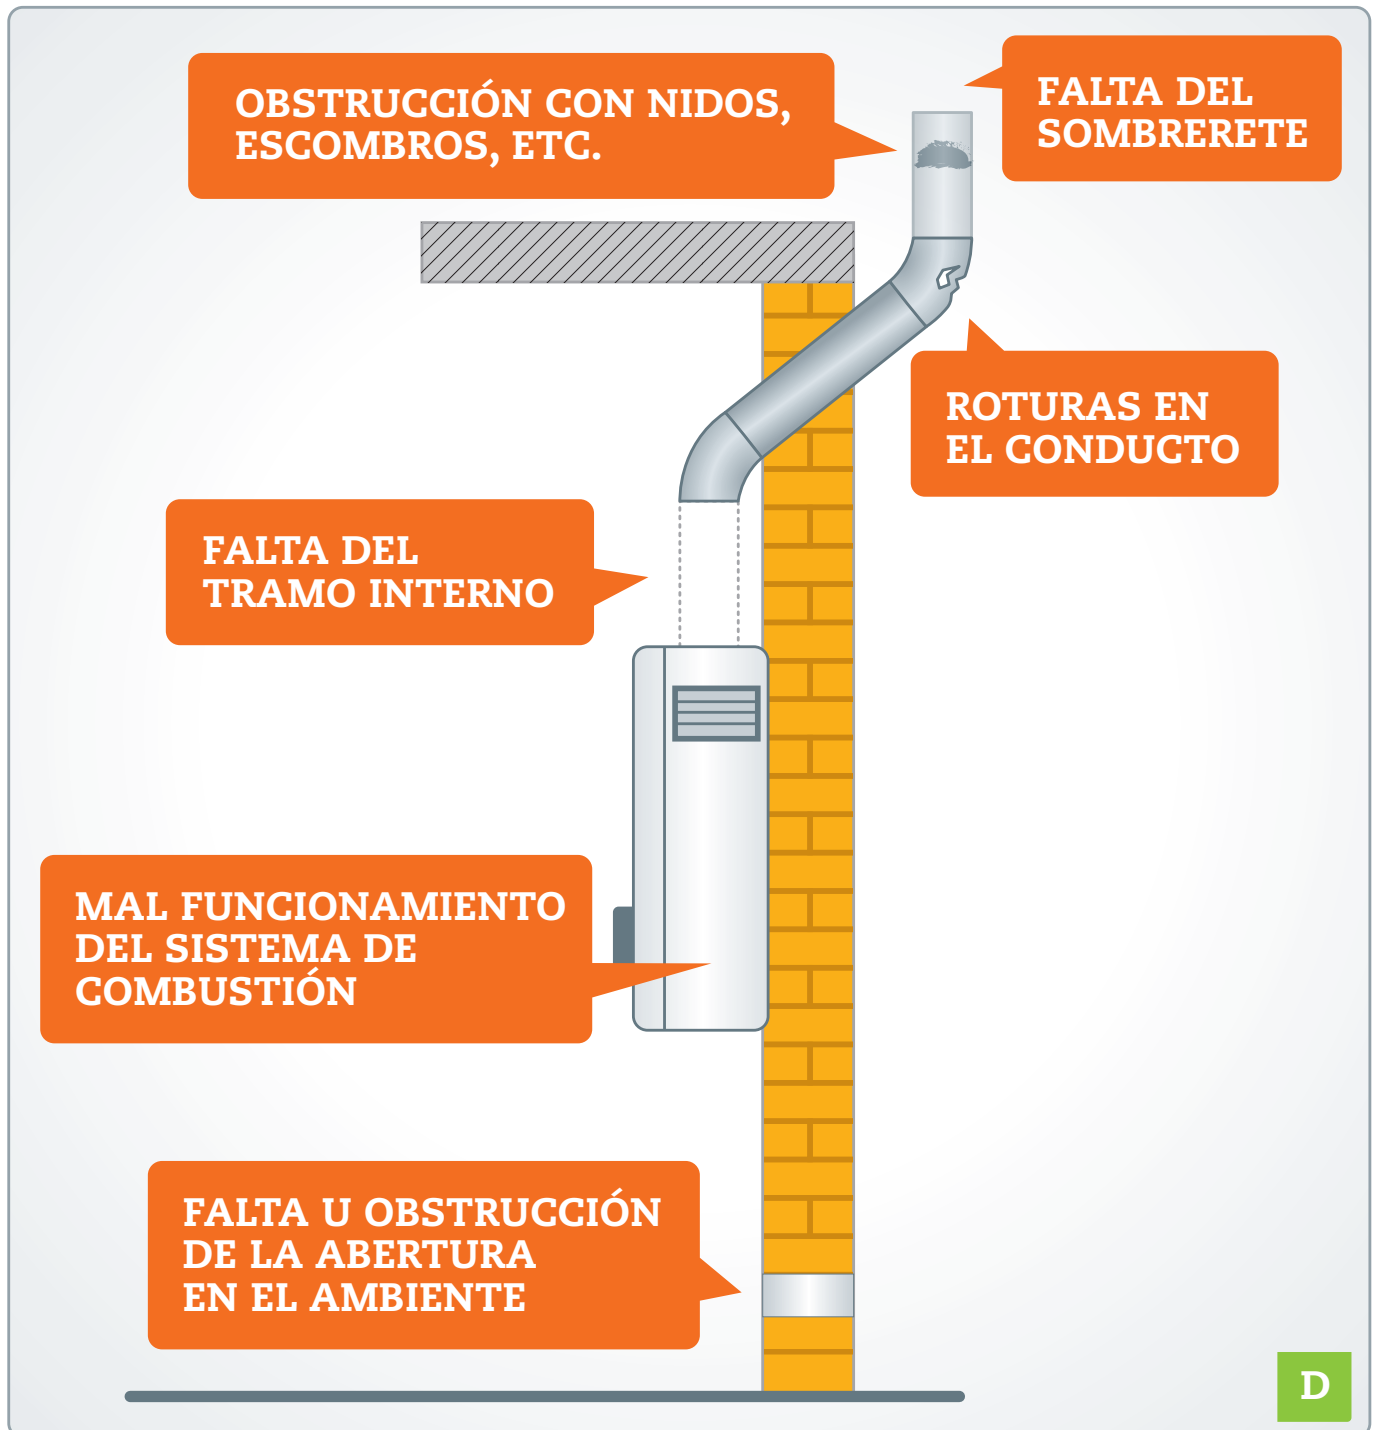 OBSTRUCCIÓN CON NIDOS,
ESCOMBROS, ETC.
FALTA DEL
SOMBRERETE
ROTURAS EN
EL CONDUCTO
FALTA DEL
TRAMO INTERNO
MAL FUNCIONAMIENTO
DEL SISTEMA DE
COMBUSTIÓN
FALTA U OBSTRUCCIÓN
DE LA ABERTURA
EN EL AMBIENTE
D